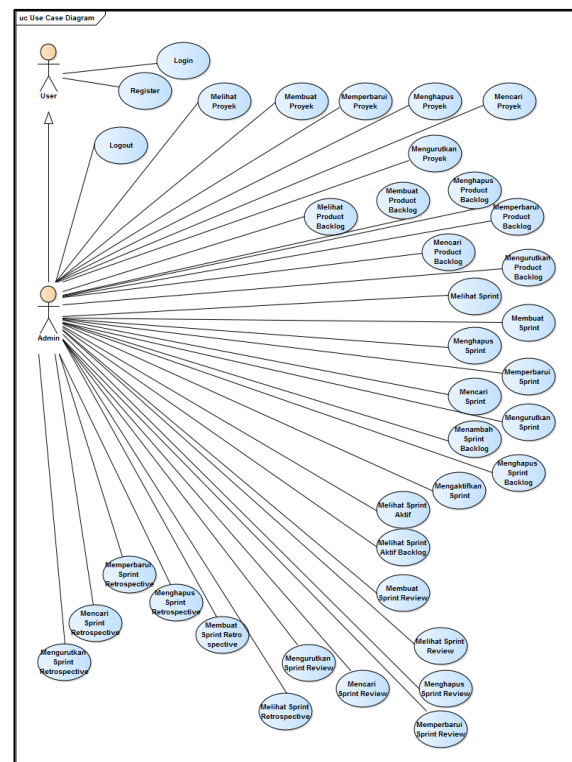 uc Use Case Diagram
User
Login
Register
Logout
Melihat
Proyek
Membuat
Proyek
Memperbarui
Proyek
Menghapus
Proyek
Mencari
Proyek
Mengurutkan
Proyek
Melihat
Product
Backlog
Membuat
Product
Backlog
Menghapus
Product
Backlog
Memperbarui
Product
Backlog
Mencari
Product
Backlog
Mengurutkan
Product
Backlog
Admin
Melihat Sprint
Membuat
Sprint
Menghapus
Sprint
Memperbarui
Sprint
Mencari
Sprint
Mengurutkan
Sprint
Menambah
Sprint
Backlog
Menghapus
Sprint
Backlog
Mengaktifkan
Sprint
Melihat Sprint
Aktif
Melihat Sprint
Aktif Backlog
Membuat
Sprint Review
Melihat Sprint
Review
Menghapus
Sprint Review
Memperbarui
Sprint Review
Mencari
Sprint Review
Mengurutkan
Sprint Review
Melihat Sprint
Retrospective
Membuat
Sprint Retro
spective
Menghapus
Sprint
Retrospective
Memperbarui
Sprint
Retrospective
Mencari
Sprint
Retrospective
Mengurutkan
Sprint
Retrospective